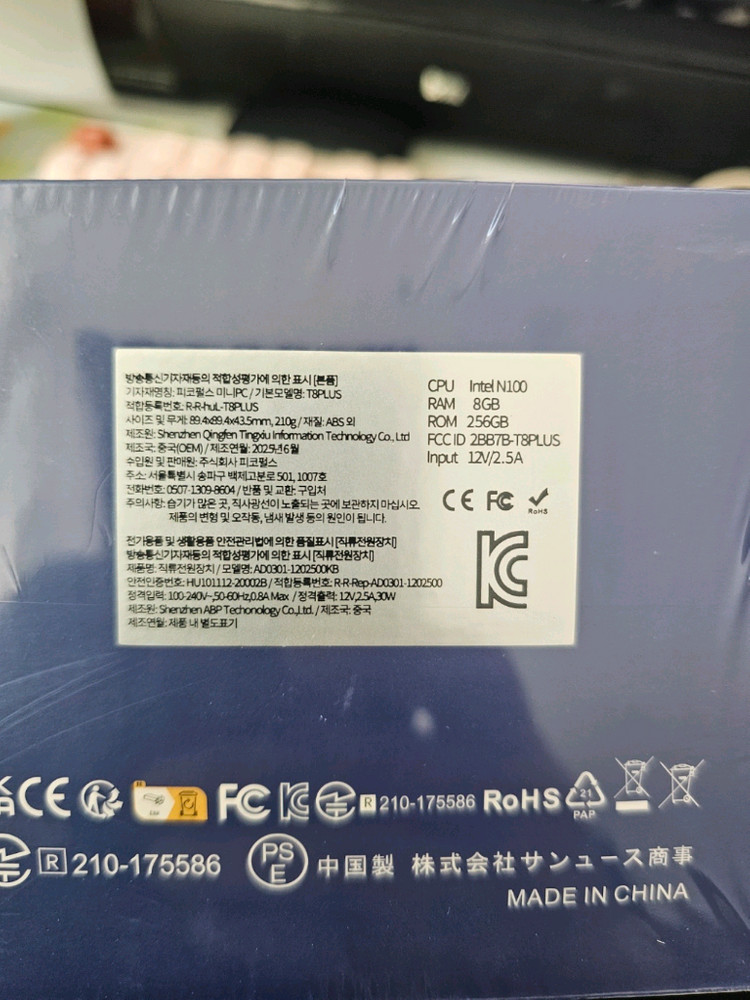 방송통신기자재등의 적합성평가에 의한 표시 [본품]
기자재명칭: 피코펄스 미니PC / 기본모델명: T8PLUS
적합등록번호: R-R-huL-T8PLUS
사이즈 및 무게: 89.4x89.4x43.5mm, 210g / 재질: ABS 외
제조원: Shenzhen Qingfen Tingxiu Information Technology Co., Ltd
제조국: 중국(OEM) / 제조연월: 2025년 6월
수입원 및 판매원: 주식회사 피코펄스
주소: 서울특별시 송파구 백제고분로 501, 1007호
전화번호: 0507-1309-8604 / 반품 및 교환: 구입처
주의사항: 습기가 많은 곳, 직사광선이 노출되는 곳에 보관하지 마십시오.
제품의 변형 및 오작동, 냄새 발생 등의 원인이 됩니다.
전기용품 및 생활용품 안전관리법에 의한 품질표시 [직류전원장치]
방송통신기자재등의 적합성평가에 의한 표시 [직류전원장치]
제품명: 직류전원장치 / 모델명: AD0301-1202500KB
안전인증번호: HU101112-20002B / 적합등록번호: R-R-Rep-AD0301-1202500
정격입력: 100-240V~,50-60Hz,0.8A Max / 정격출력: 12V,2.5A,30W
제조원: Shenzhen ABP Techonology Co.,Ltd. / 제조국: 중국
제조연월: 제품 내 별도표기
CPU Intel N100
RAM 8GB
ROM 256GB
FCC ID 2BB7B-T8PLUS
Input 12V/2.5A
CE FC RoHS
KC
CE FC KC R 210-175586 RoHS 21 PAP
R 210-175586 PSE 中国製 株式会社サンユース商事
MADE IN CHINA